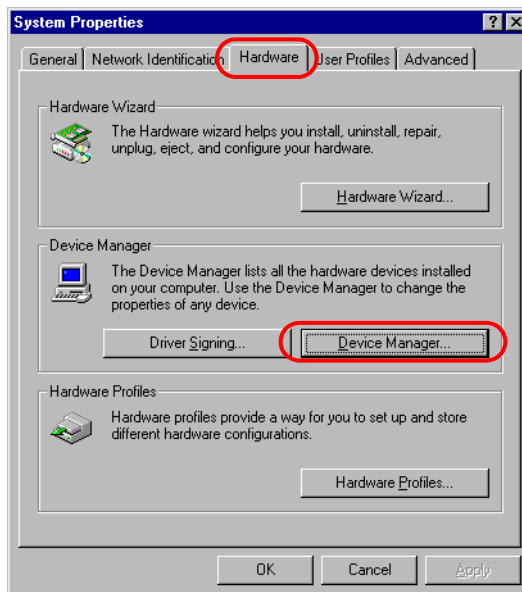 System Properties
General Network Identification Hardware User Profiles Advanced
Hardware Wizard
The Hardware wizard helps you install, uninstall, repair,
unplug, eject, and configure your hardware.
Hardware Wizard...
Device Manager
The Device Manager lists all the hardware devices installed
on your computer. Use the Device Manager to change the
properties of any device.
Driver Signing... Device Manager...
Hardware Profiles
Hardware profiles provide a way for you to set up and store
different hardware configurations.
Hardware Profiles...
OK Cancel Apply